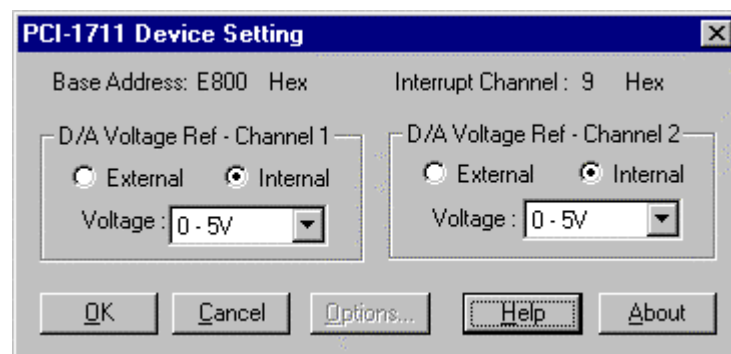 PCI-1711 Device Setting
Base Address: E800 Hex Interrupt Channel : 9 Hex
D/A Voltage Ref - Channel 1
External Internal
Voltage : 0 - 5V
D/A Voltage Ref - Channel 2
External Internal
Voltage : 0 - 5V
OK Cancel Options... Help About